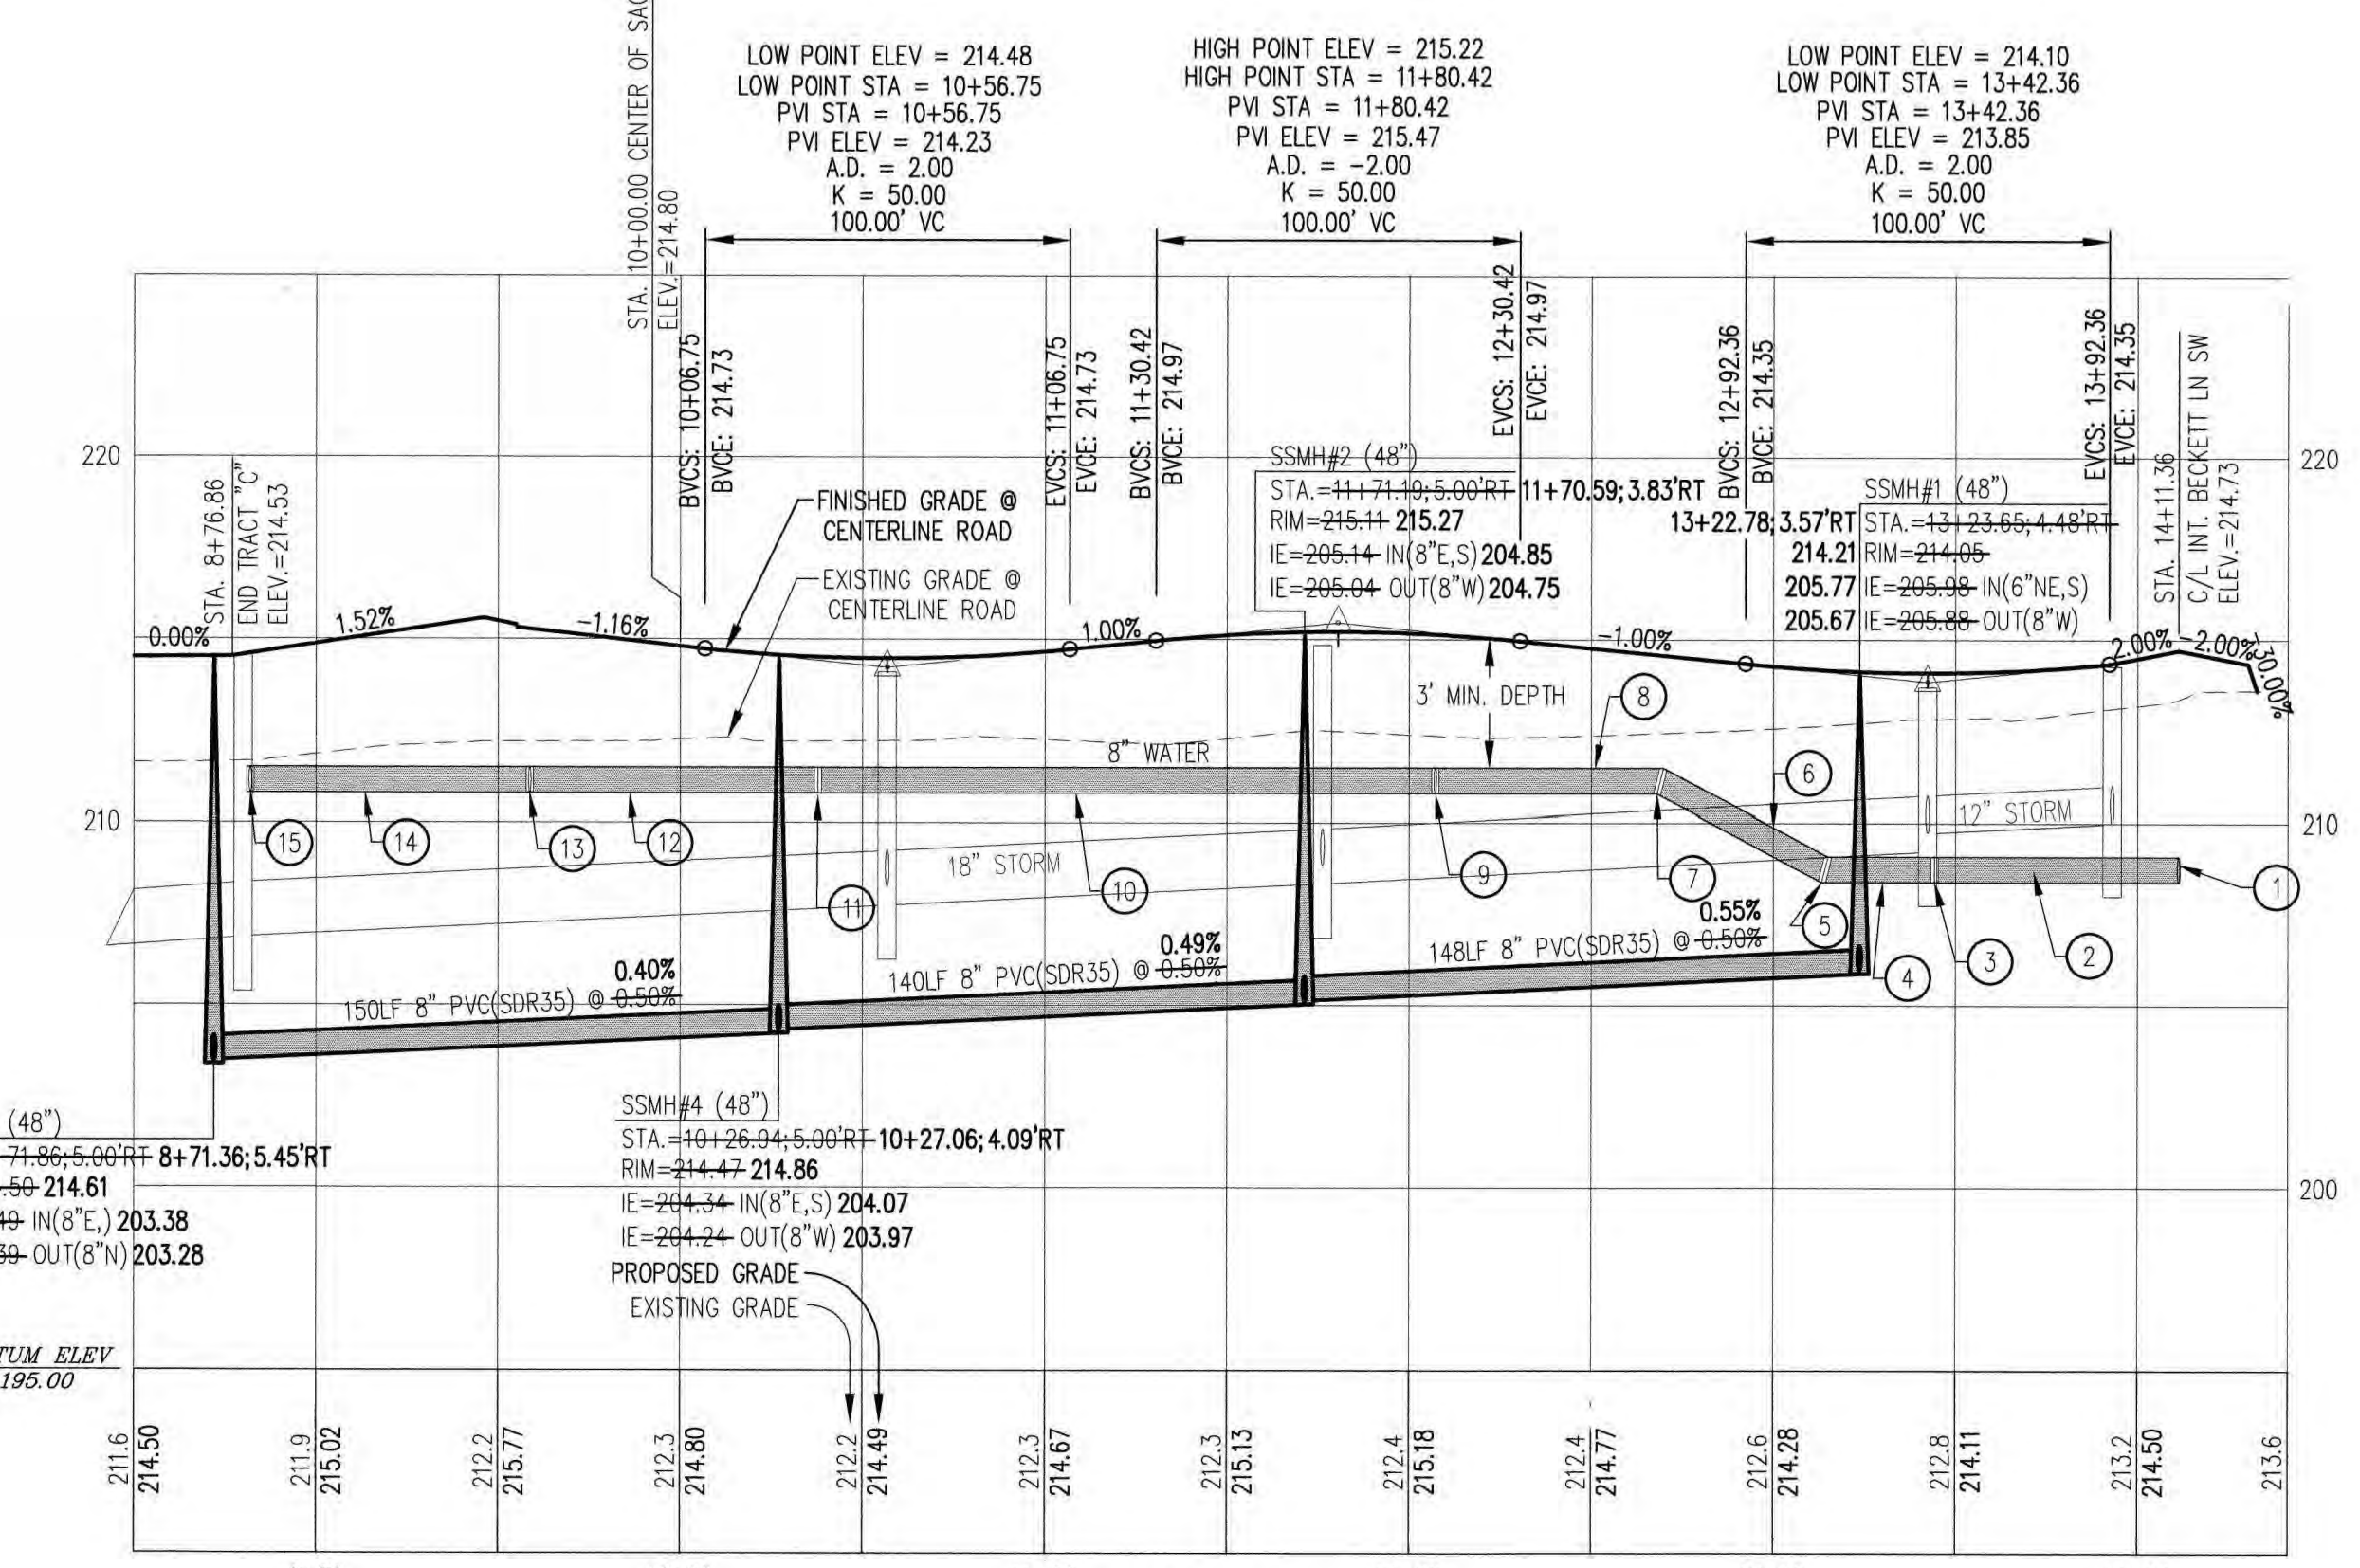 STA. 10+00.00 CENTER OF SAC
ELEV.=214.80
LOW POINT ELEV = 214.48
LOW POINT STA = 10+56.75
PVI STA = 10+56.75
PVI ELEV = 214.23
A.D. = 2.00
K = 50.00
100.00' VC
HIGH POINT ELEV = 215.22
HIGH POINT STA = 11+80.42
PVI STA = 11+80.42
PVI ELEV = 215.47
A.D. = -2.00
K = 50.00
100.00' VC
LOW POINT ELEV = 214.10
LOW POINT STA = 13+42.36
PVI STA = 13+42.36
PVI ELEV = 213.85
A.D. = 2.00
K = 50.00
100.00' VC
BVCS: 10+06.75
BVCE: 214.73
EVCS: 11+06.75
EVCE: 214.73
BVCS: 11+30.42
BVCE: 214.97
EVCS: 12+30.42
EVCE: 214.97
BVCS: 12+92.36
BVCE: 214.35
EVCS: 13+92.36
EVCE: 214.35
STA. 14+11.36
C/L INT. BECKETT LN SW
ELEV.=214.73
220
220
STA. 8+76.86
END TRACT "C"
ELEV.=214.53
FINISHED GRADE @
CENTERLINE ROAD
EXISTING GRADE @
CENTERLINE ROAD
SSMH#2 (48")
STA.=11+71.19;5.00'RT 11+70.59;3.83'RT
RIM=215.11 215.27
IE=205.14 IN(8"E,S) 204.85
IE=205.04 OUT(8"W) 204.75
SSMH#1 (48")
13+22.78;3.57'RT STA.=13+23.65;4.48'RT
214.21 RIM=214.05
205.77 IE=205.98 IN(6"NE,S)
205.67 IE=205.88 OUT(8"W)
0.00%
1.52%
-1.16%
1.00%
-1.00%
2.00%
-2.00%
-30.00%
3' MIN. DEPTH
8
8" WATER
6
210
210
15
14
13
12
11
18" STORM
10
9
7
12" STORM
5
4
3
2
1
0.40%
150LF 8" PVC(SDR35) @ 0.50%
0.49%
140LF 8" PVC(SDR35) @ 0.50%
0.55%
148LF 8" PVC(SDR35) @ 0.50%
(48")
71.86;5.00'RT 8+71.36;5.45'RT
.50 214.61
49 IN(8"E,) 203.38
39 OUT(8"N) 203.28
SSMH#4 (48")
STA.=10+26.94;5.00'RT 10+27.06;4.09'RT
RIM=214.47 214.86
IE=204.34 IN(8"E,S) 204.07
IE=204.24 OUT(8"W) 203.97
PROPOSED GRADE
EXISTING GRADE
200
TUM ELEV
195.00
211.6
214.50
211.9
215.02
212.2
215.77
212.3
214.80
212.2
214.49
212.3
214.67
212.3
215.13
212.4
215.18
212.4
214.77
212.6
214.28
212.8
214.11
213.2
214.50
213.6